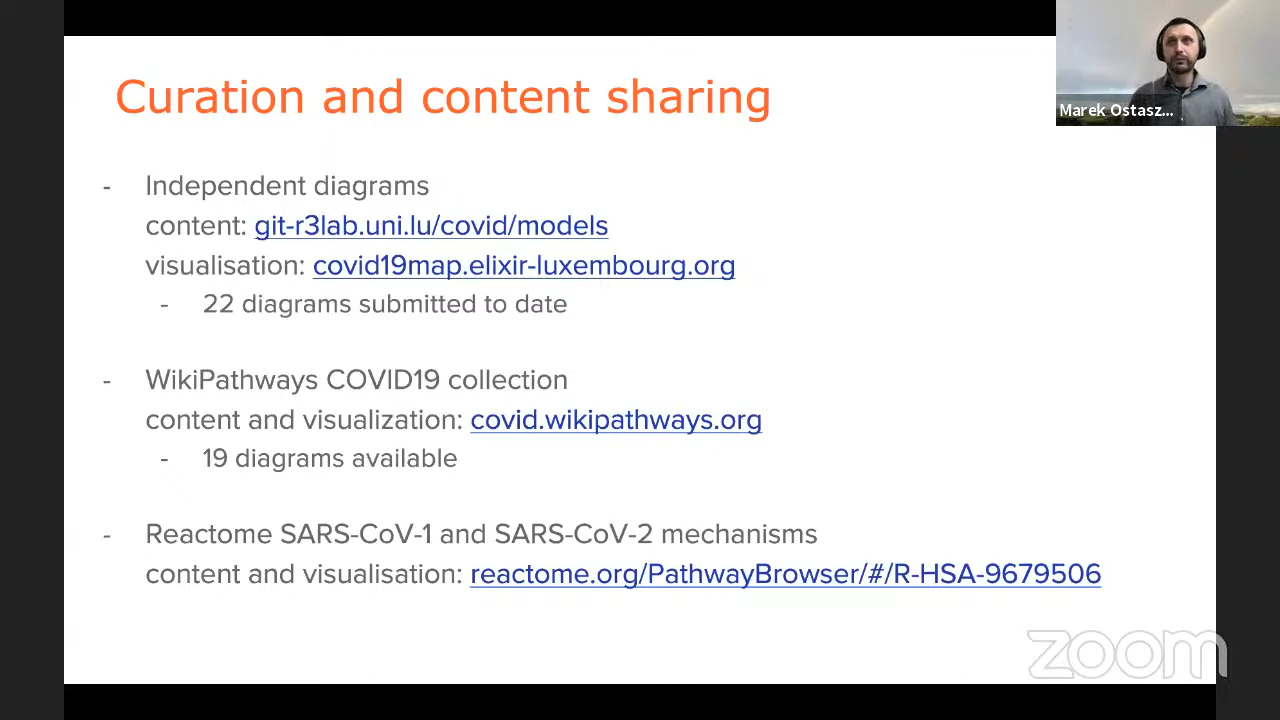 Curation and content sharing
Marek Ostasz...
- Independent diagrams
content: git-r3lab.uni.lu/covid/models
visualisation: covid19map.elixir-luxembourg.org
- 22 diagrams submitted to date
- WikiPathways COVID19 collection
content and visualization: covid.wikipathways.org
- 19 diagrams available
- Reactome SARS-CoV-1 and SARS-CoV-2 mechanisms
content and visualisation: reactome.org/PathwayBrowser/#/R-HSA-9679506
zoom